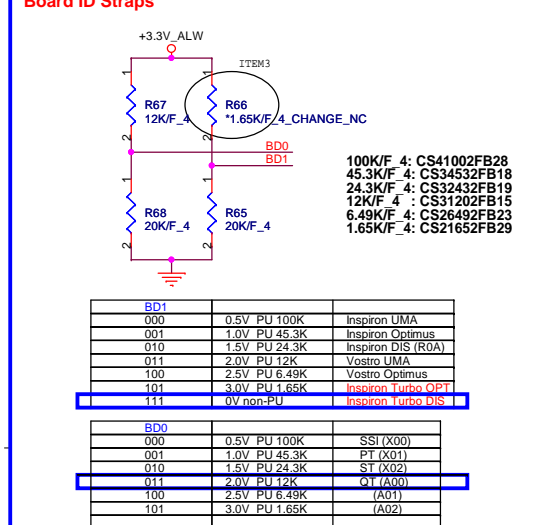 Board ID Straps
+3.3V_ALW
ITEM3
1
1
R67
12K/F_4
R66
*1.65K/F_4_CHANGE_NC
2
2
BD0
BD1
1
1
R68
20K/F_4
R65
20K/F_4
2
2
100K/F_4: CS41002FB28
45.3K/F_4: CS34532FB18
24.3K/F_4: CS32432FB19
12K/F_4 : CS31202FB15
6.49K/F_4: CS26492FB23
1.65K/F_4: CS21652FB29
BD1
000 0.5V PU 100K Inspiron UMA
001 1.0V PU 45.3K Inspiron Optimus
010 1.5V PU 24.3K Inspiron DIS (R0A)
011 2.0V PU 12K Vostro UMA
100 2.5V PU 6.49K Vostro Optimus
101 3.0V PU 1.65K Inspiron Turbo OPT
111 0V non-PU Inspiron Turbo DIS
BD0
000 0.5V PU 100K SSI (X00)
001 1.0V PU 45.3K PT (X01)
010 1.5V PU 24.3K ST (X02)
011 2.0V PU 12K QT (A00)
100 2.5V PU 6.49K (A01)
101 3.0V PU 1.65K (A02)